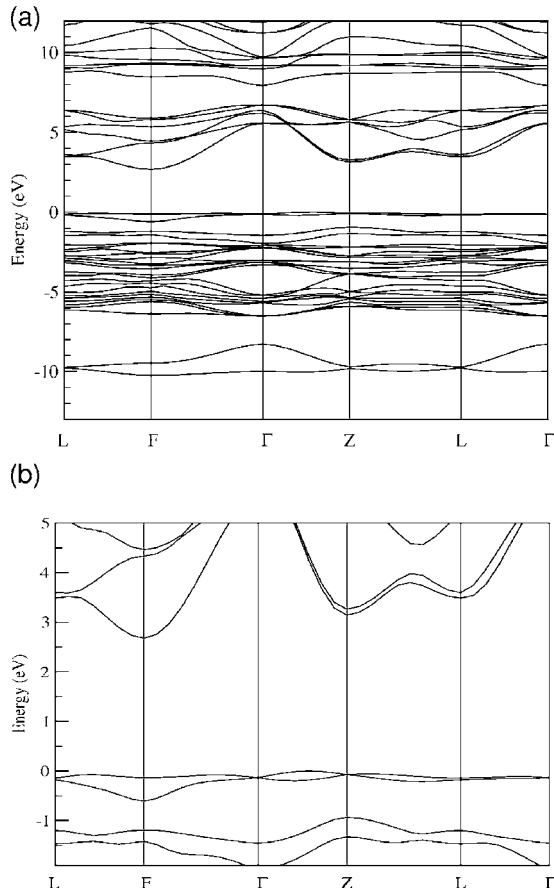 (a)
10
5
0
-5
-10
Energy (eV)
L F Γ Z L Γ
(b)
5
4
3
2
1
0
-1
Energy (eV)
L F Γ Z L Γ